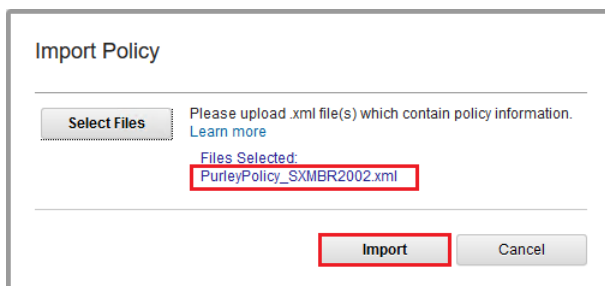 Import Policy
Select Files
Please upload .xml file(s) which contain policy information.
Learn more
Files Selected:
PurleyPolicy_SXMBR2002.xml
Import
Cancel